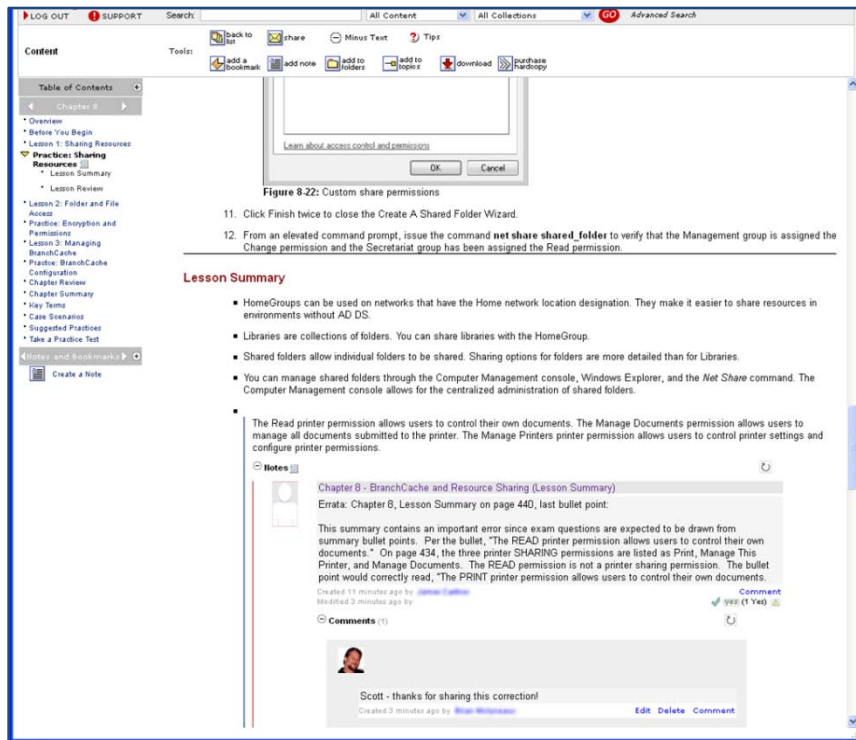 LOG OUT SUPPORT Search: All Content All Collections GO Advanced Search
Content Tools: back to list share Minus Text Tips
add a bookmark add note add to folders add to topics download purchase hardcopy
Table of Contents
Chapter 8
Overview
Before You Begin
Lesson 1: Sharing Resources
Practice: Sharing
Resources
Lesson Summary
Lesson Review
Lesson 2: Folder and File
Access
Practice: Encryption and
Permissions
Lesson 3: Managing
BranchCache
Practce: BranchCache
Configuration
Chapter Review
Chapter Summary
Key Terms
Case Scenarios
Suggested Practices
Take a Practice Test
Notes and Bookmarks
Create a Note
Learn about access control and permissions
OK Cancel
Figure 8-22: Custom share permissions
11. Click Finish twice to close the Create A Shared Folder Wizard.
12. From an elevated command prompt, issue the command net share shared_folder to verify that the Management group is assigned the
Change permission and the Secretariat group has been assigned the Read permission.
Lesson Summary
HomeGroups can be used on networks that have the Home network location designation. They make it easier to share resources in
environments without AD DS.
Libraries are collections of folders. You can share libraries with the HomeGroup.
Shared folders allow individual folders to be shared. Sharing options for folders are more detailed than for Libraries.
You can manage shared folders through the Computer Management console, Windows Explorer, and the Net Share command. The
Computer Management console allows for the centralized administration of shared folders.
The Read printer permission allows users to control their own documents. The Manage Documents permission allows users to
manage all documents submitted to the printer. The Manage Printers printer permission allows users to control printer settings and
configure printer permissions.
Notes
Chapter 8 - BranchCache and Resource Sharing (Lesson Summary)
Errata: Chapter 8, Lesson Summary on page 440, last bullet point:
This summary contains an important error since exam questions are expected to be drawn from
summary bullet points. Per the bullet, "The READ printer permission allows users to control their own
documents." On page 434, the three printer SHARING permissions are listed as Print, Manage This
Printer, and Manage Documents. The READ permission is not a printer sharing permission. The bullet
point would correctly read, "The PRINT printer permission allows users to control their own documents.
Created 11 minutes ago by Comment
Modified 3 minutes ago by yes (1 Yes)
Comments (1)
Scott - thanks for sharing this correction!
Created 3 minutes ago by Edit Delete Comment